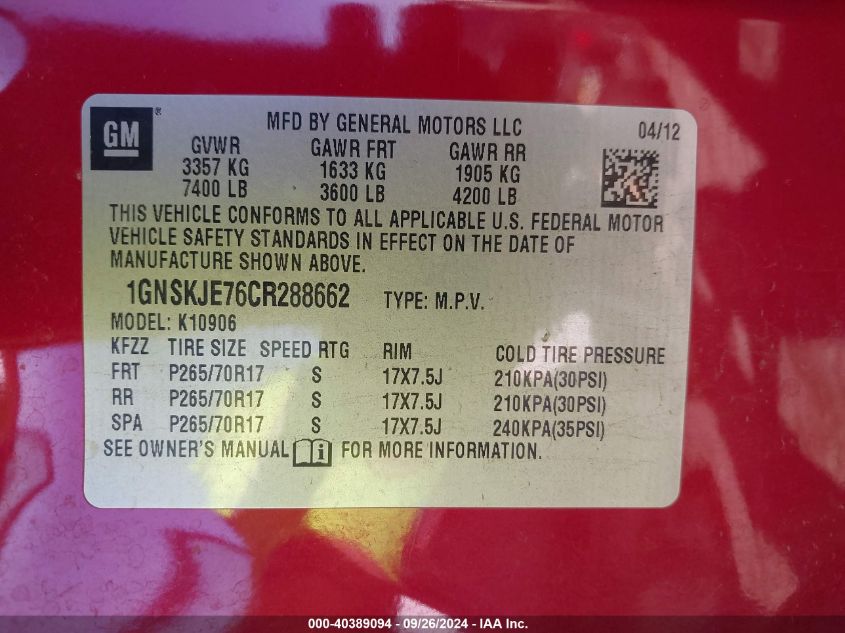 GM
MFD BY GENERAL MOTORS LLC 04/12
GVWR GAWR FRT GAWR RR
3357 KG 1633 KG 1905 KG
7400 LB 3600 LB 4200 LB
THIS VEHICLE CONFORMS TO ALL APPLICABLE U.S. FEDERAL MOTOR
VEHICLE SAFETY STANDARDS IN EFFECT ON THE DATE OF
MANUFACTURE SHOWN ABOVE.
1GNSKJE76CR288662 TYPE: M.P.V.
MODEL: K10906
KFZZ TIRE SIZE SPEED RTG RIM COLD TIRE PRESSURE
FRT P265/70R17 S 17X7.5J 210KPA(30PSI)
RR P265/70R17 S 17X7.5J 210KPA(30PSI)
SPA P265/70R17 S 17X7.5J 240KPA(35PSI)
SEE OWNER'S MANUAL i FOR MORE INFORMATION.
000-40389094 - 09/26/2024 - IAA Inc.